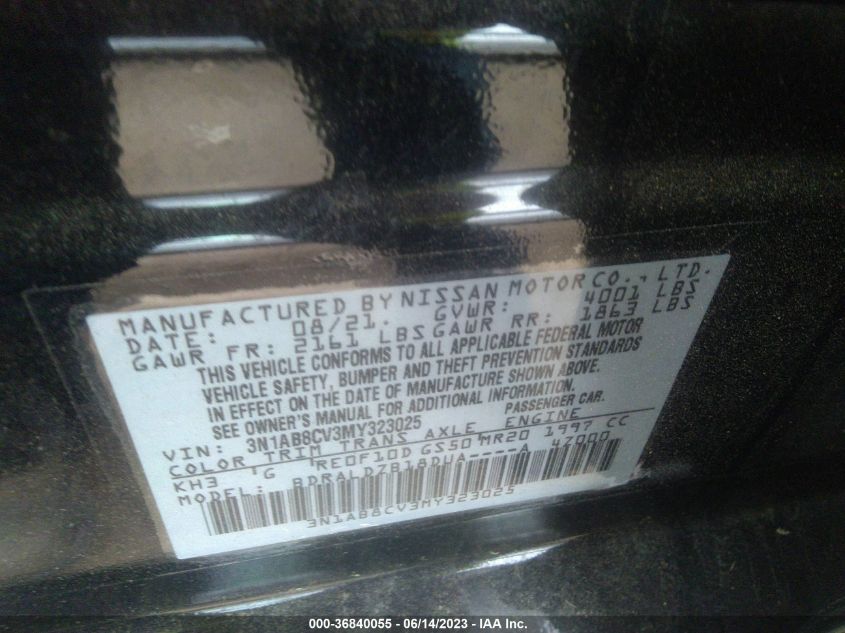 MANUFACTURED BY NISSAN MOTOR CO., LTD.
DATE: 08/21. GVWR: 4001 LBS
GAWR FR: 2161 LBS GAWR RR: 1863 LBS
THIS VEHICLE CONFORMS TO ALL APPLICABLE FEDERAL MOTOR
VEHICLE SAFETY, BUMPER AND THEFT PREVENTION STANDARDS
IN EFFECT ON THE DATE OF MANUFACTURE SHOWN ABOVE.
SEE OWNER'S MANUAL FOR ADDITIONAL INFORMATION.
VIN: 3N1AB8CV3MY323025 PASSENGER CAR.
COLOR TRIM TRANS AXLE ENGINE
KH3 'G 'RE0F10D GS50 MR20 1997 CC
MODEL: BDRALDZB18DUA----A 47000
3N1AB8CV3MY323025
000-36840055 - 06/14/2023 - IAA Inc.